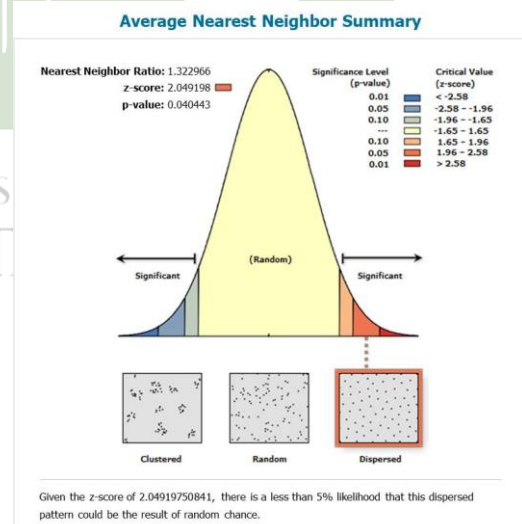 Average Nearest Neighbor Summary
Nearest Neighbor Ratio: 1.322966
z-score: 2.049198
p-value: 0.040443
Significance Level (p-value) Critical Value (z-score)
0.01 < -2.58
0.05 -2.58 - -1.96
0.10 -1.96 - -1.65
--- -1.65 - 1.65
0.10 1.65 - 1.96
0.05 1.96 - 2.58
0.01 > 2.58
(Random)
Significant Significant
Clustered Random Dispersed
Given the z-score of 2.04919750841, there is a less than 5% likelihood that this dispersed
pattern could be the result of random chance.